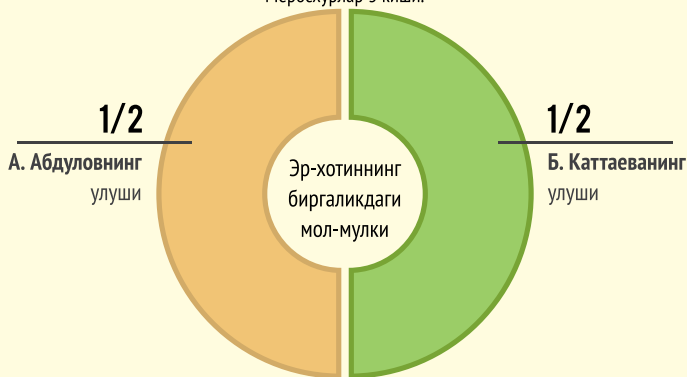 1/2
А. Абдуловнинг
улуши
Эр-хотиннинг
биргаликдаги
мол-мулки
1/2
Б. Каттаеванинг
улуши